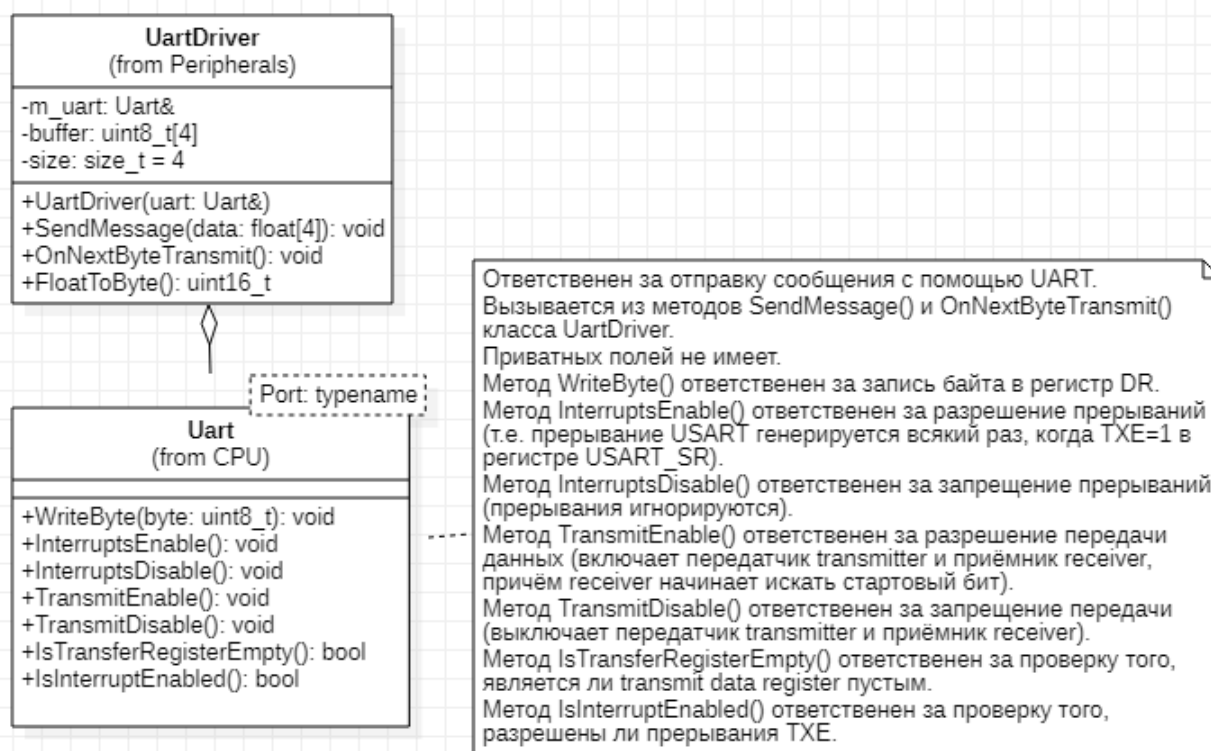 UartDriver
(from Peripherals)
-m_uart: Uart&
-buffer: uint8_t[4]
-size: size_t = 4
+UartDriver(uart: Uart&)
+SendMessage(data: float[4]): void
+OnNextByteTransmit(): void
+FloatToByte(): uint16_t
Port: typename
Uart
(from CPU)
+WriteByte(byte: uint8_t): void
+InterruptsEnable(): void
+InterruptsDisable(): void
+TransmitEnable(): void
+TransmitDisable(): void
+IsTransferRegisterEmpty(): bool
+IsInterruptEnabled(): bool
Ответственен за отправку сообщения с помощью UART.
Вызывается из методов SendMessage() и OnNextByteTransmit()
класса UartDriver.
Приватных полей не имеет.
Метод WriteByte() ответственен за запись байта в регистр DR.
Метод InterruptsEnable() ответственен за разрешение прерываний
(т.е. прерывание USART генерируется всякий раз, когда TXE=1 в
регистре USART_SR).
Метод InterruptsDisable() ответственен за запрещение прерываний
(прерывания игнорируются).
Метод TransmitEnable() ответственен за разрешение передачи
данных (включает передатчик transmitter и приёмник receiver,
причём receiver начинает искать стартовый бит).
Метод TransmitDisable() ответственен за запрещение передачи
(выключает передатчик transmitter и приёмник receiver).
Метод IsTransferRegisterEmpty() ответственен за проверку того,
является ли transmit data register пустым.
Метод IsInterruptEnabled() ответственен за проверку того,
разрешены ли прерывания TXE.